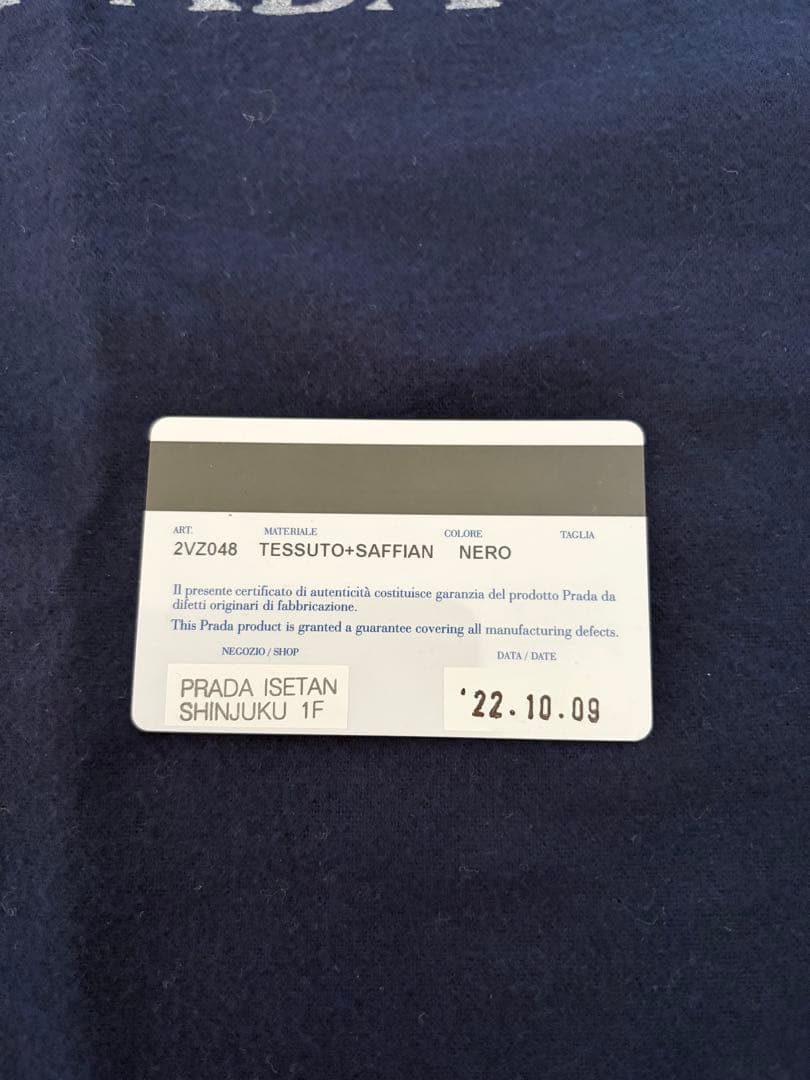 PRADA
ART. MATERIALE COLORE TAGLIA
2VZ048 TESSUTO+SAFFIAN NERO
Il presente certificato di autenticità costituisce garanzia del prodotto Prada da
difetti originari di fabbricazione.
This Prada product is granted a guarantee covering all manufacturing defects.
NEGOZIO / SHOP DATA / DATE
PRADA ISETAN
SHINJUKU 1F
'22.10.09